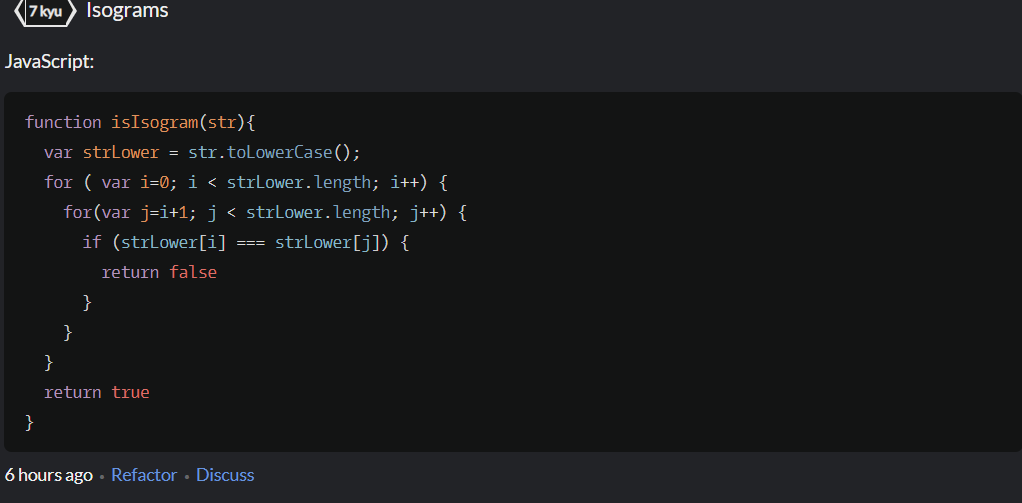 7 kyu Isograms
JavaScript:
function isIsogram(str){
  var strLower = str.toLowerCase();
  for ( var i=0; i < strLower.length; i++) {
    for(var j=i+1; j < strLower.length; j++) {
      if (strLower[i] === strLower[j]) {
        return false
      }
    }
  }
  return true
}
6 hours ago • Refactor • Discuss